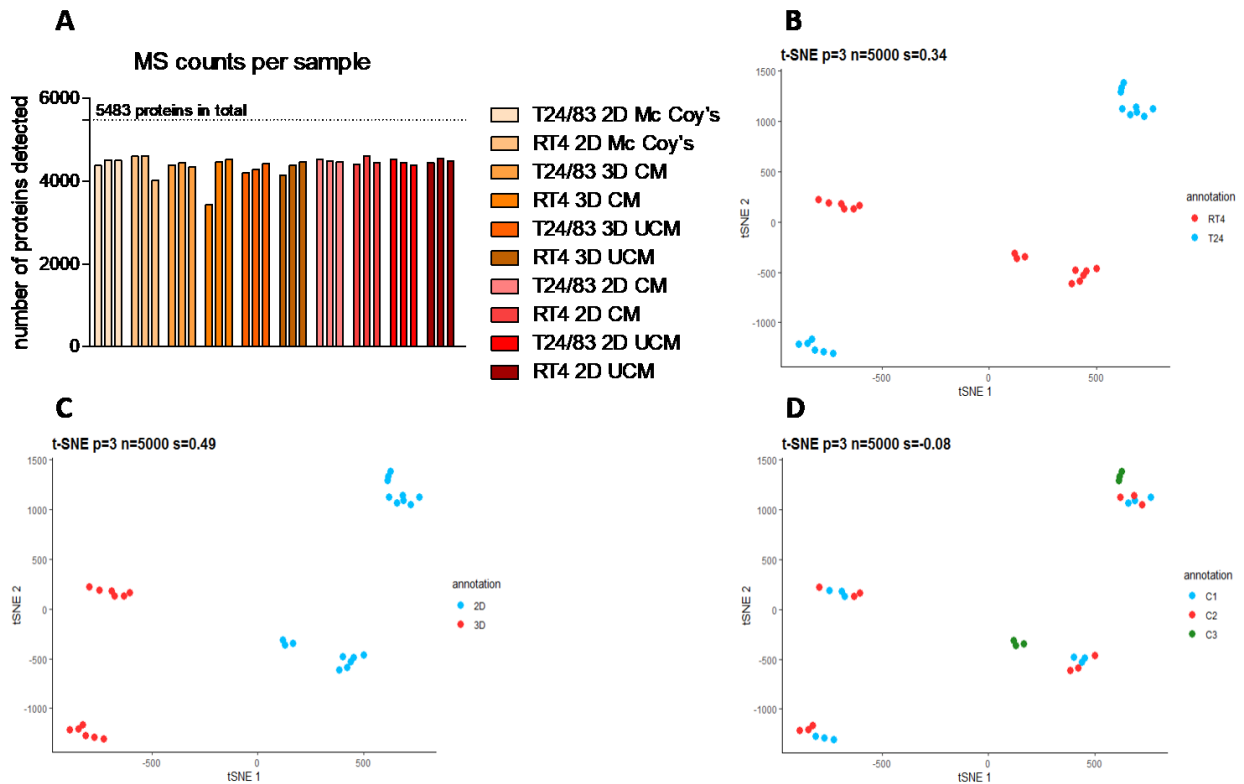 A
MS counts per sample
number of proteins detected
6000
4000
2000
0
5483 proteins in total
T24/83 2D Mc Coy's
RT4 2D Mc Coy's
T24/83 3D CM
RT4 3D CM
T24/83 3D UCM
RT4 3D UCM
T24/83 2D CM
RT4 2D CM
T24/83 2D UCM
RT4 2D UCM
B
t-SNE p=3 n=5000 s=0.34
tSNE 2
1500
1000
500
0
-500
-1000
-500
0
500
tSNE 1
annotation
RT4
T24
C
t-SNE p=3 n=5000 s=0.49
tSNE 2
1500
1000
500
0
-500
-1000
-500
0
500
tSNE 1
annotation
2D
3D
D
t-SNE p=3 n=5000 s=-0.08
tSNE 2
1500
1000
500
0
-500
-1000
-500
0
500
tSNE 1
annotation
C1
C2
C3